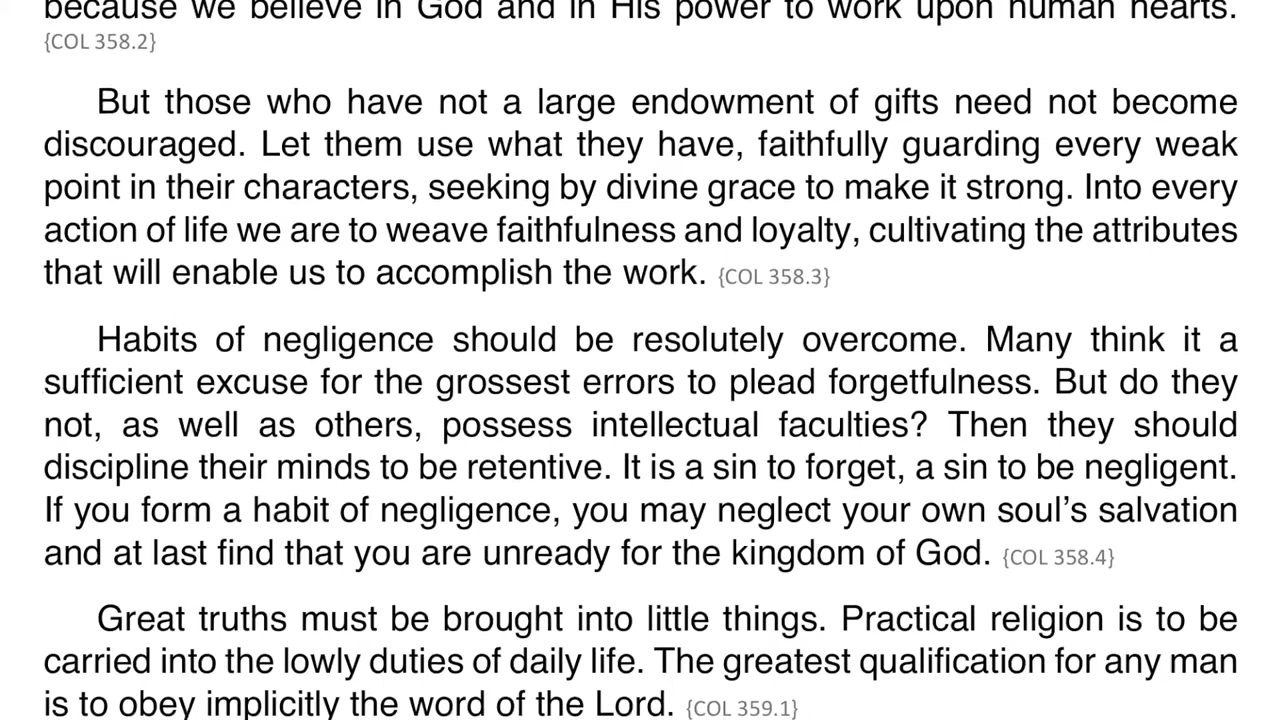 because we believe in God and in His power to work upon human hearts.
{COL 358.2}
But those who have not a large endowment of gifts need not become
discouraged. Let them use what they have, faithfully guarding every weak
point in their characters, seeking by divine grace to make it strong. Into every
action of life we are to weave faithfulness and loyalty, cultivating the attributes
that will enable us to accomplish the work. {COL 358.3}
Habits of negligence should be resolutely overcome. Many think it a
sufficient excuse for the grossest errors to plead forgetfulness. But do they
not, as well as others, possess intellectual faculties? Then they should
discipline their minds to be retentive. It is a sin to forget, a sin to be negligent.
If you form a habit of negligence, you may neglect your own soul’s salvation
and at last find that you are unready for the kingdom of God. {COL 358.4}
Great truths must be brought into little things. Practical religion is to be
carried into the lowly duties of daily life. The greatest qualification for any man
is to obey implicitly the word of the Lord. {COL 359.1}